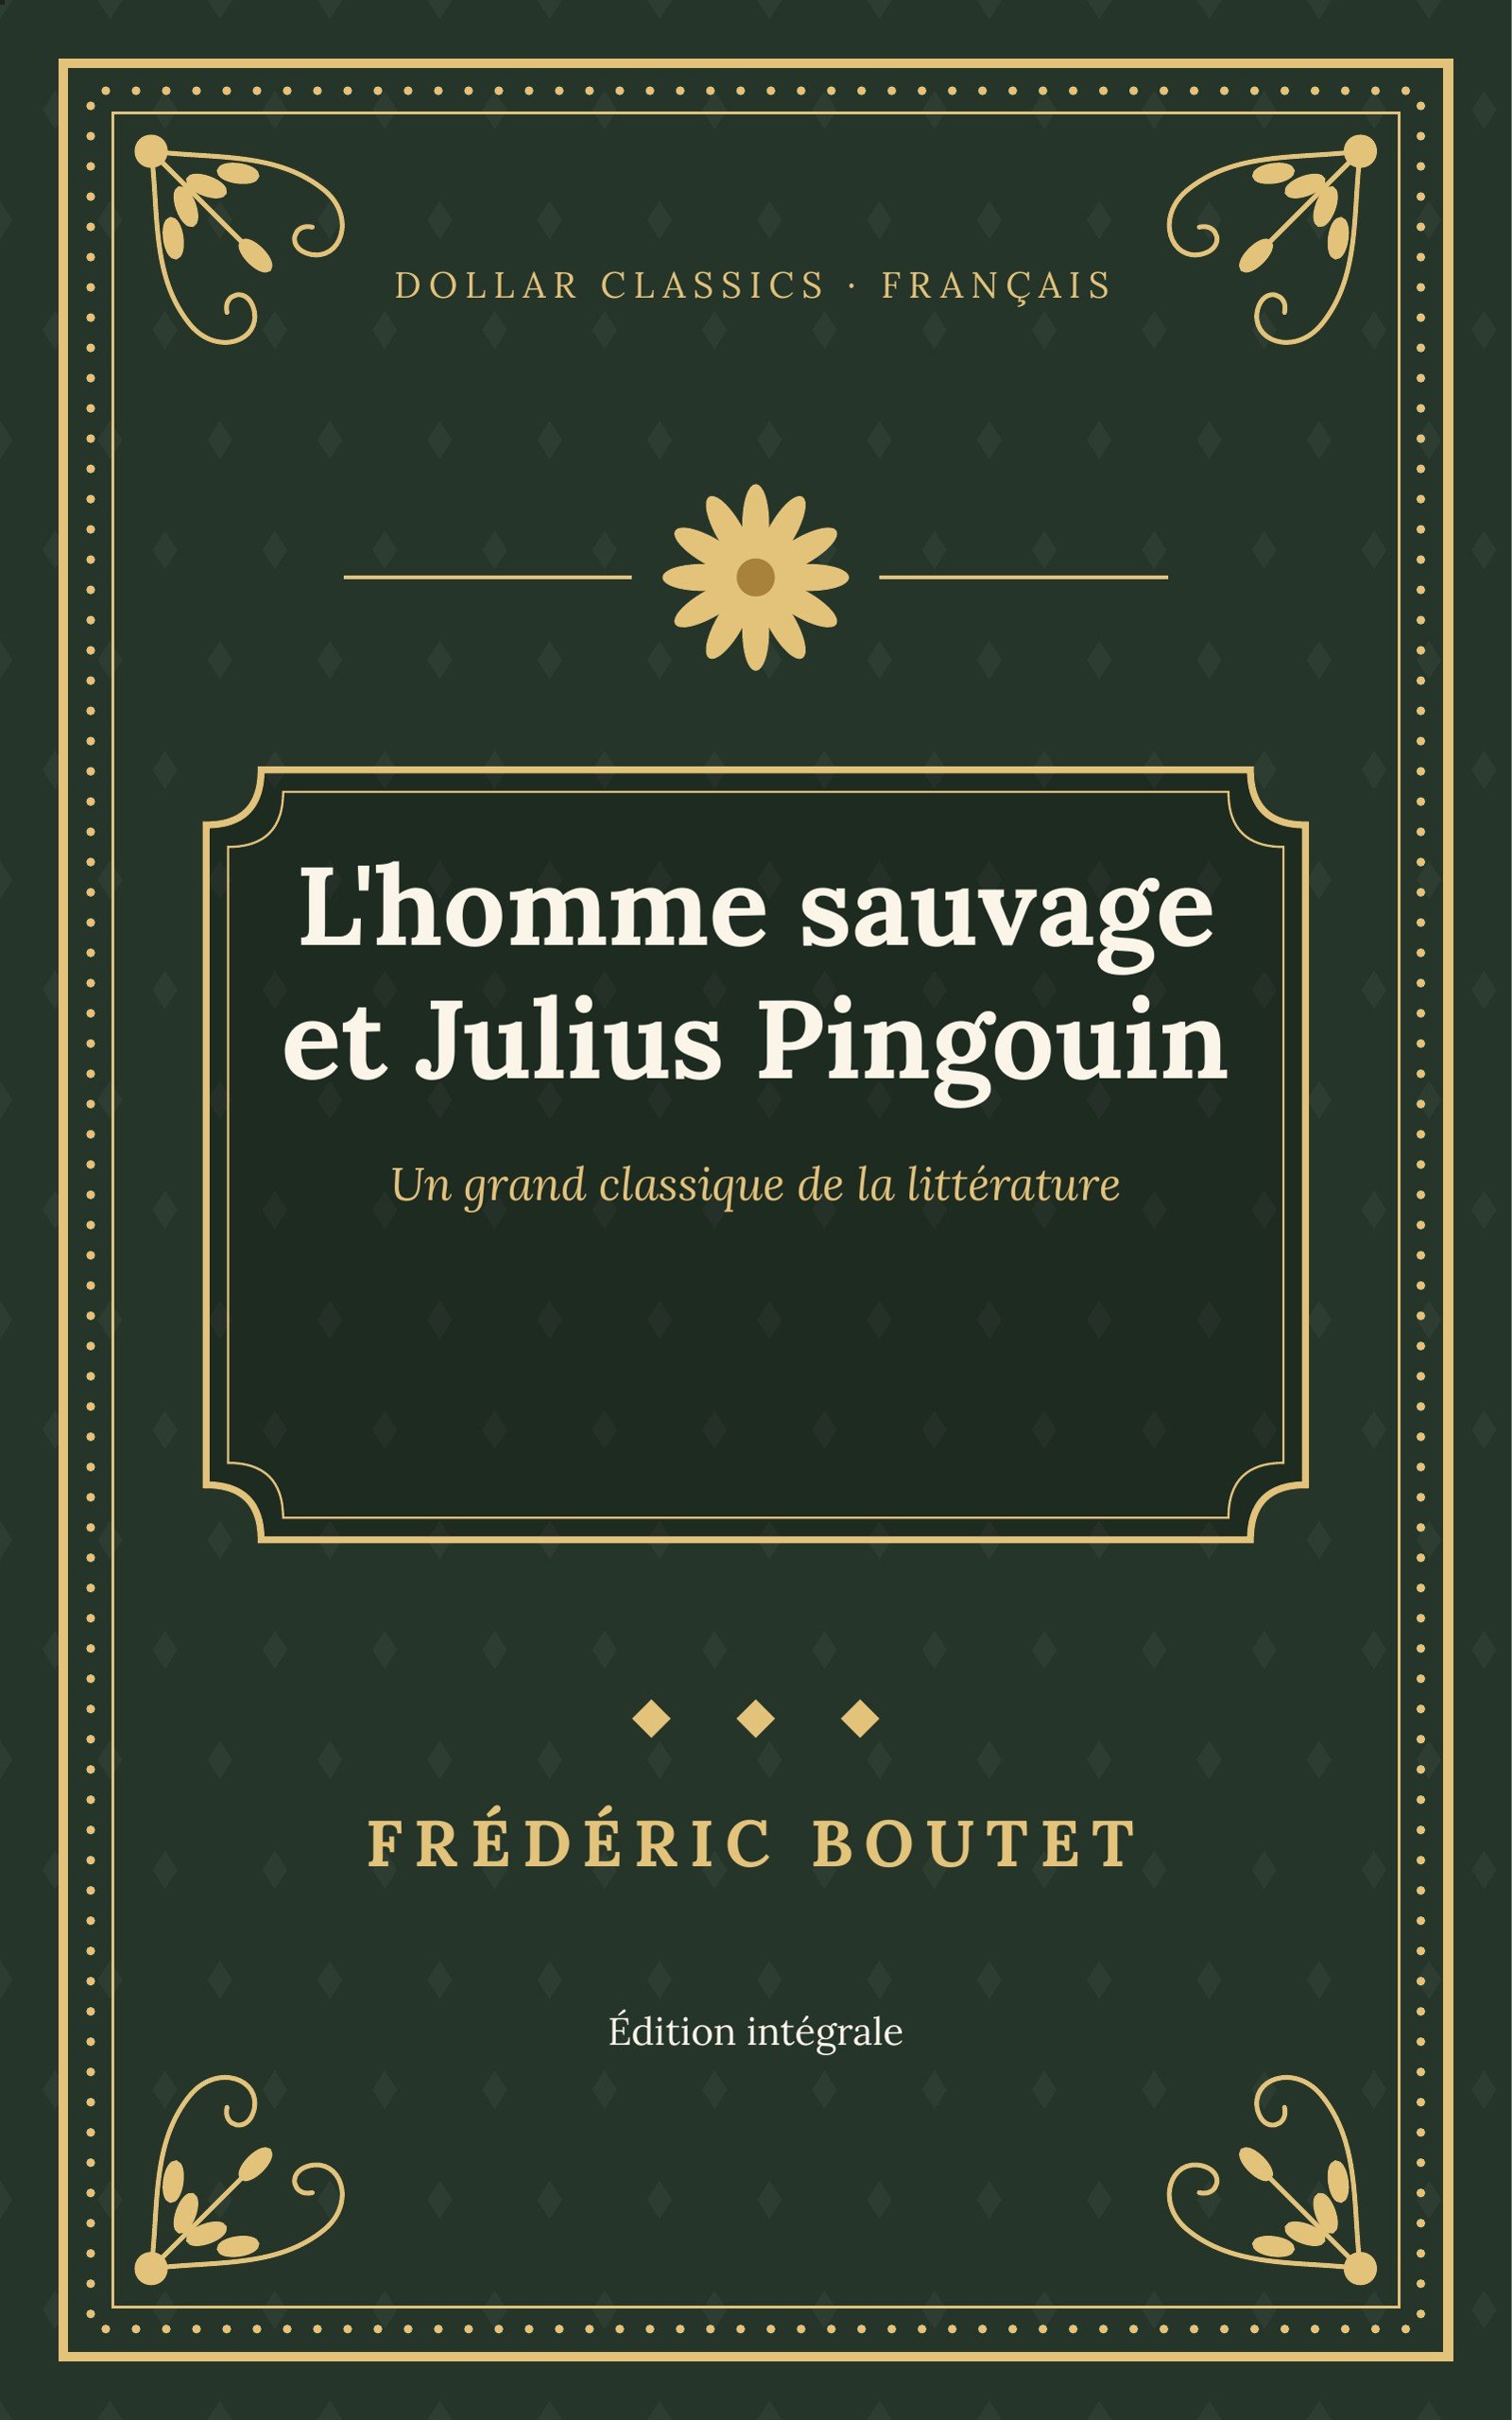 DOLLAR CLASSICS · FRANÇAIS
L'homme sauvage
et Julius Pingouin
Un grand classique de la littérature
FRÉDÉRIC BOUTET
Édition intégrale